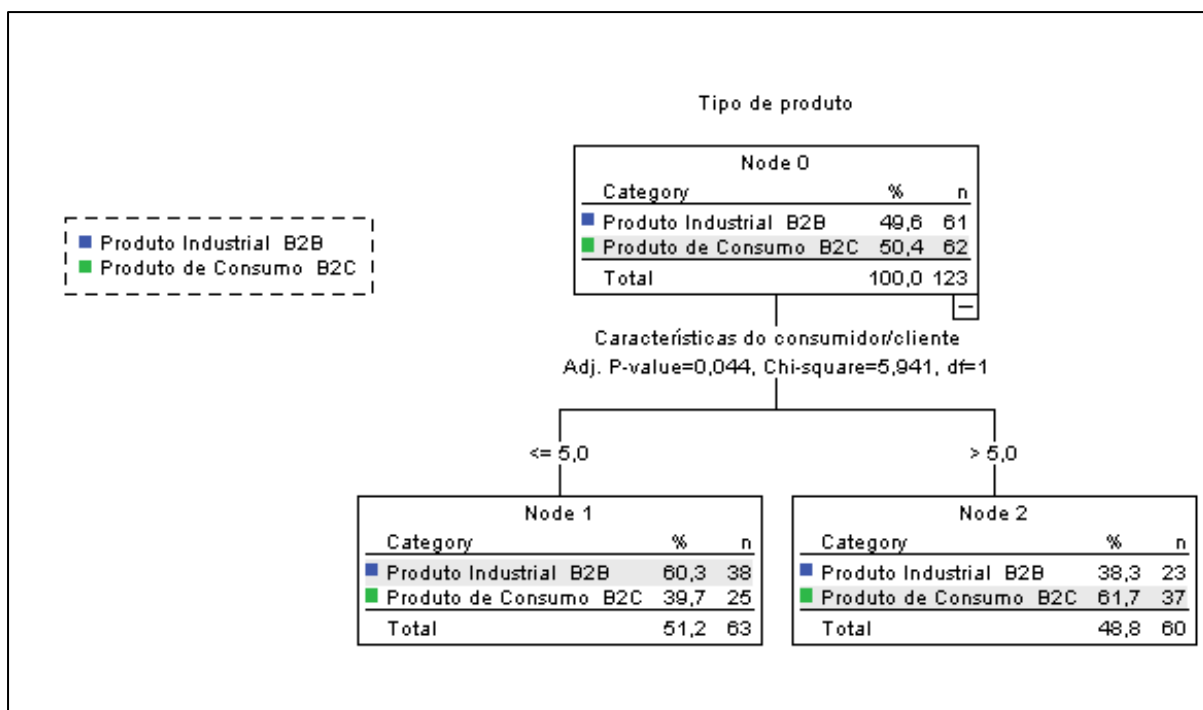 Tipo de produto
Node 0
Category % n
Produto Industrial B2B 49,6 61
Produto de Consumo B2C 50,4 62
Total 100,0 123
Produto Industrial B2B
Produto de Consumo B2C
Características do consumidor/cliente
Adj. P-value=0,044, Chi-square=5,941, df=1
<= 5,0
> 5,0
Node 1
Category % n
Produto Industrial B2B 60,3 38
Produto de Consumo B2C 39,7 25
Total 51,2 63
Node 2
Category % n
Produto Industrial B2B 38,3 23
Produto de Consumo B2C 61,7 37
Total 48,8 60